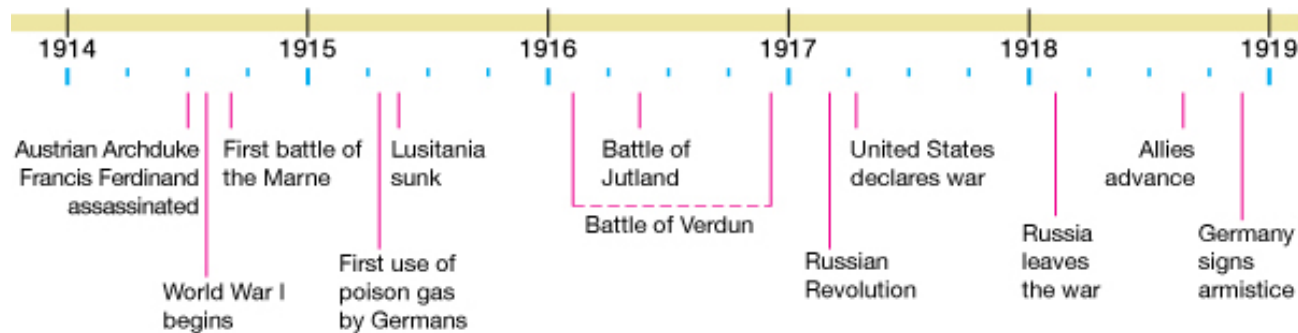 1914 1915 1916 1917 1918 1919
Austrian Archduke
Francis Ferdinand
assassinated
World War I
begins
First battle of
the Marne
First use of
poison gas
by Germans
Lusitania
sunk
Battle of
Jutland
Battle of Verdun
Russian
Revolution
United States
declares war
Russia
leaves
the war
Allies
advance
Germany
signs
armistice